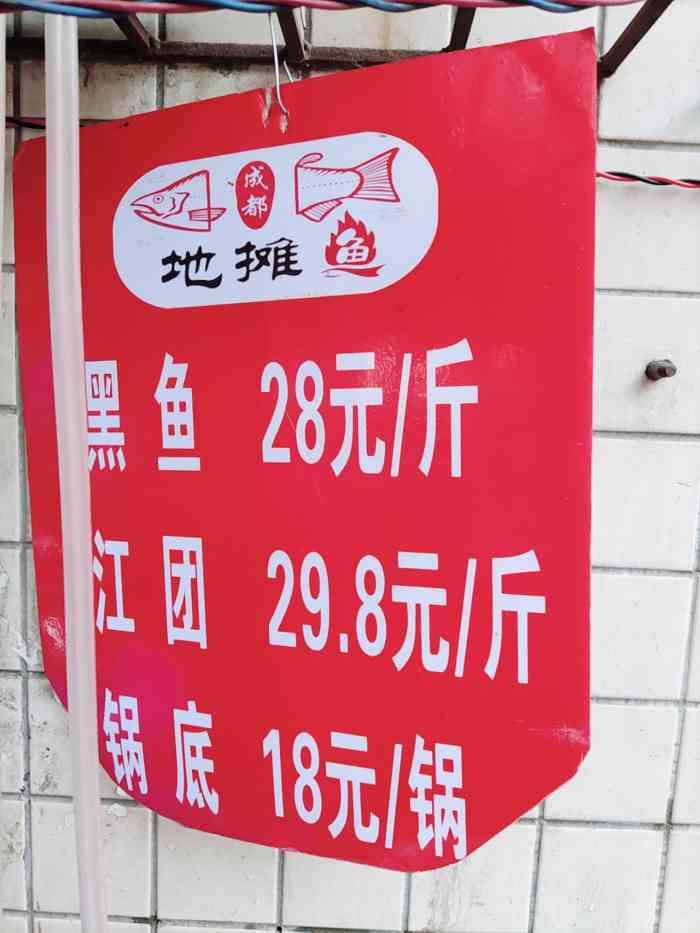 成都
地摊鱼
黑鱼 28元/斤
江团 29.8元/斤
锅底 18元/锅